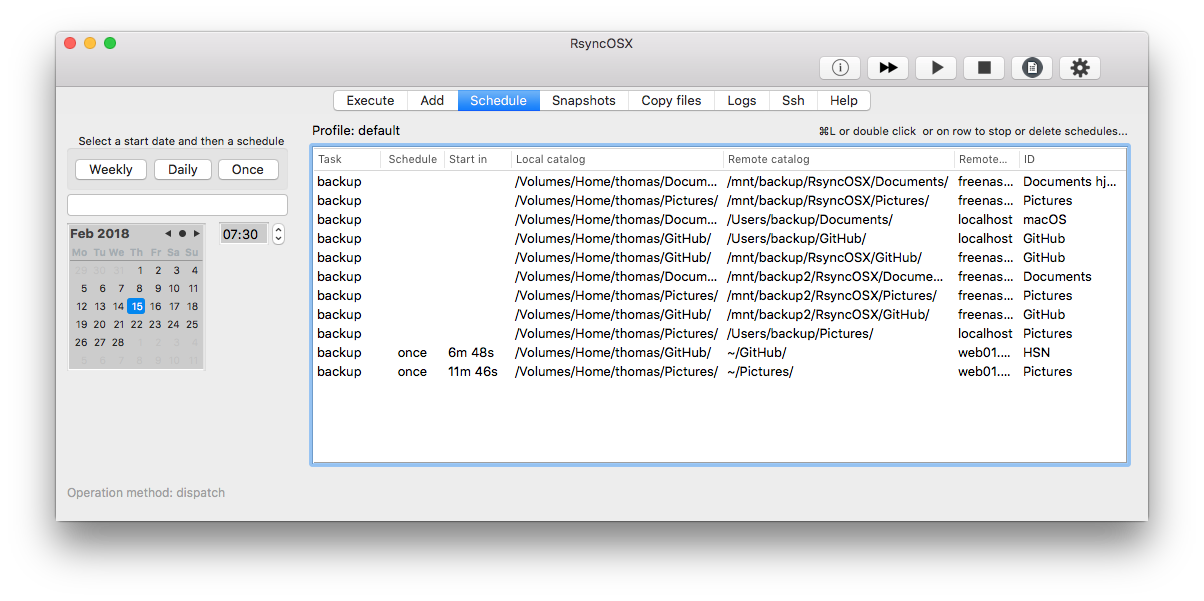 RsyncOSX
Execute Add Schedule Snapshots Copy files Logs Ssh Help
Select a start date and then a schedule
Weekly Daily Once
Feb 2018
07:30
Mo Tu We Th Fr Sa Su
29 30 31 1 2 3 4
5 6 7 8 9 10 11
12 13 14 15 16 17 18
19 20 21 22 23 24 25
26 27 28 1 2 3 4
5 6 7 8 9 10 11
Operation method: dispatch
Profile: default
⌘L or double click or on row to stop or delete schedules...
Task Schedule Start in Local catalog Remote catalog Remote... ID
backup /Volumes/Home/thomas/Docum... /mnt/backup/RsyncOSX/Documents/ freenas... Documents hj...
backup /Volumes/Home/thomas/Pictures/ /mnt/backup/RsyncOSX/Pictures/ freenas... Pictures
backup /Volumes/Home/thomas/Docum... /Users/backup/Documents/ localhost macOS
backup /Volumes/Home/thomas/GitHub/ /Users/backup/GitHub/ localhost GitHub
backup /Volumes/Home/thomas/GitHub/ /mnt/backup/RsyncOSX/GitHub/ freenas... GitHub
backup /Volumes/Home/thomas/Docum... /mnt/backup2/RsyncOSX/Docume... freenas... Documents
backup /Volumes/Home/thomas/Pictures/ /mnt/backup2/RsyncOSX/Pictures/ freenas... Pictures
backup /Volumes/Home/thomas/GitHub/ /mnt/backup2/RsyncOSX/GitHub/ freenas... GitHub
backup /Volumes/Home/thomas/Pictures/ /Users/backup/Pictures/ localhost Pictures
backup once 6m 48s /Volumes/Home/thomas/GitHub/ ~/GitHub/ web01.... HSN
backup once 11m 46s /Volumes/Home/thomas/Pictures/ ~/Pictures/ web01.... Pictures